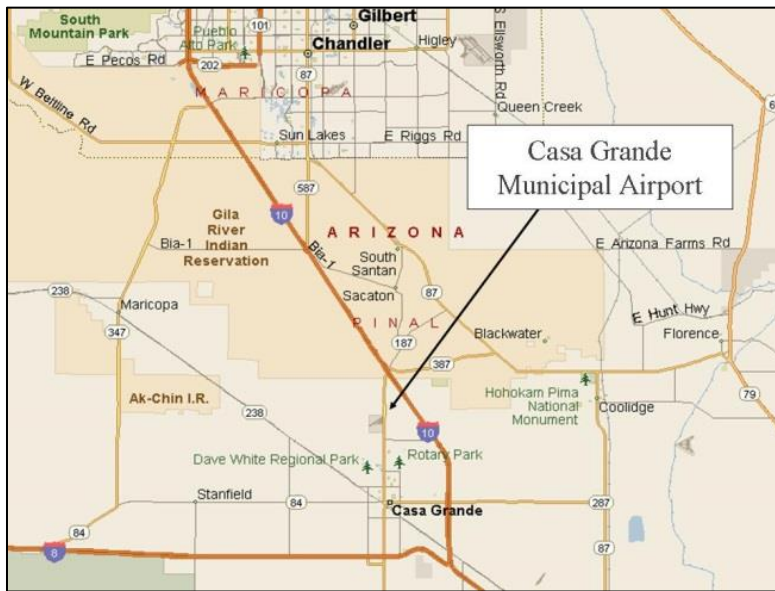 South
Mountain Park
Pueblo
Alto Park
101
Gilbert
Chandler
Higley
S Ellsworth Rd
E Pecos Rd
202
87
MARICOPA
W Beltline Rd
Queen Creek
Sun Lakes
E Riggs Rd
Casa Grande
Municipal Airport
587
10
Gila
River
Indian
Reservation
ARIZONA
Bia-1
Bia-1
South
Santan
E Arizona Farms Rd
238
Maricopa
Sacaton
87
E Hunt Hwy
347
PINAL
187
Blackwater
Florence
387
Ak-Chin I.R.
238
Hohokam Pima
National
Monument
Coolidge
79
10
Dave White Regional Park
Rotary Park
Stanfield
84
Casa Grande
287
84
8
87